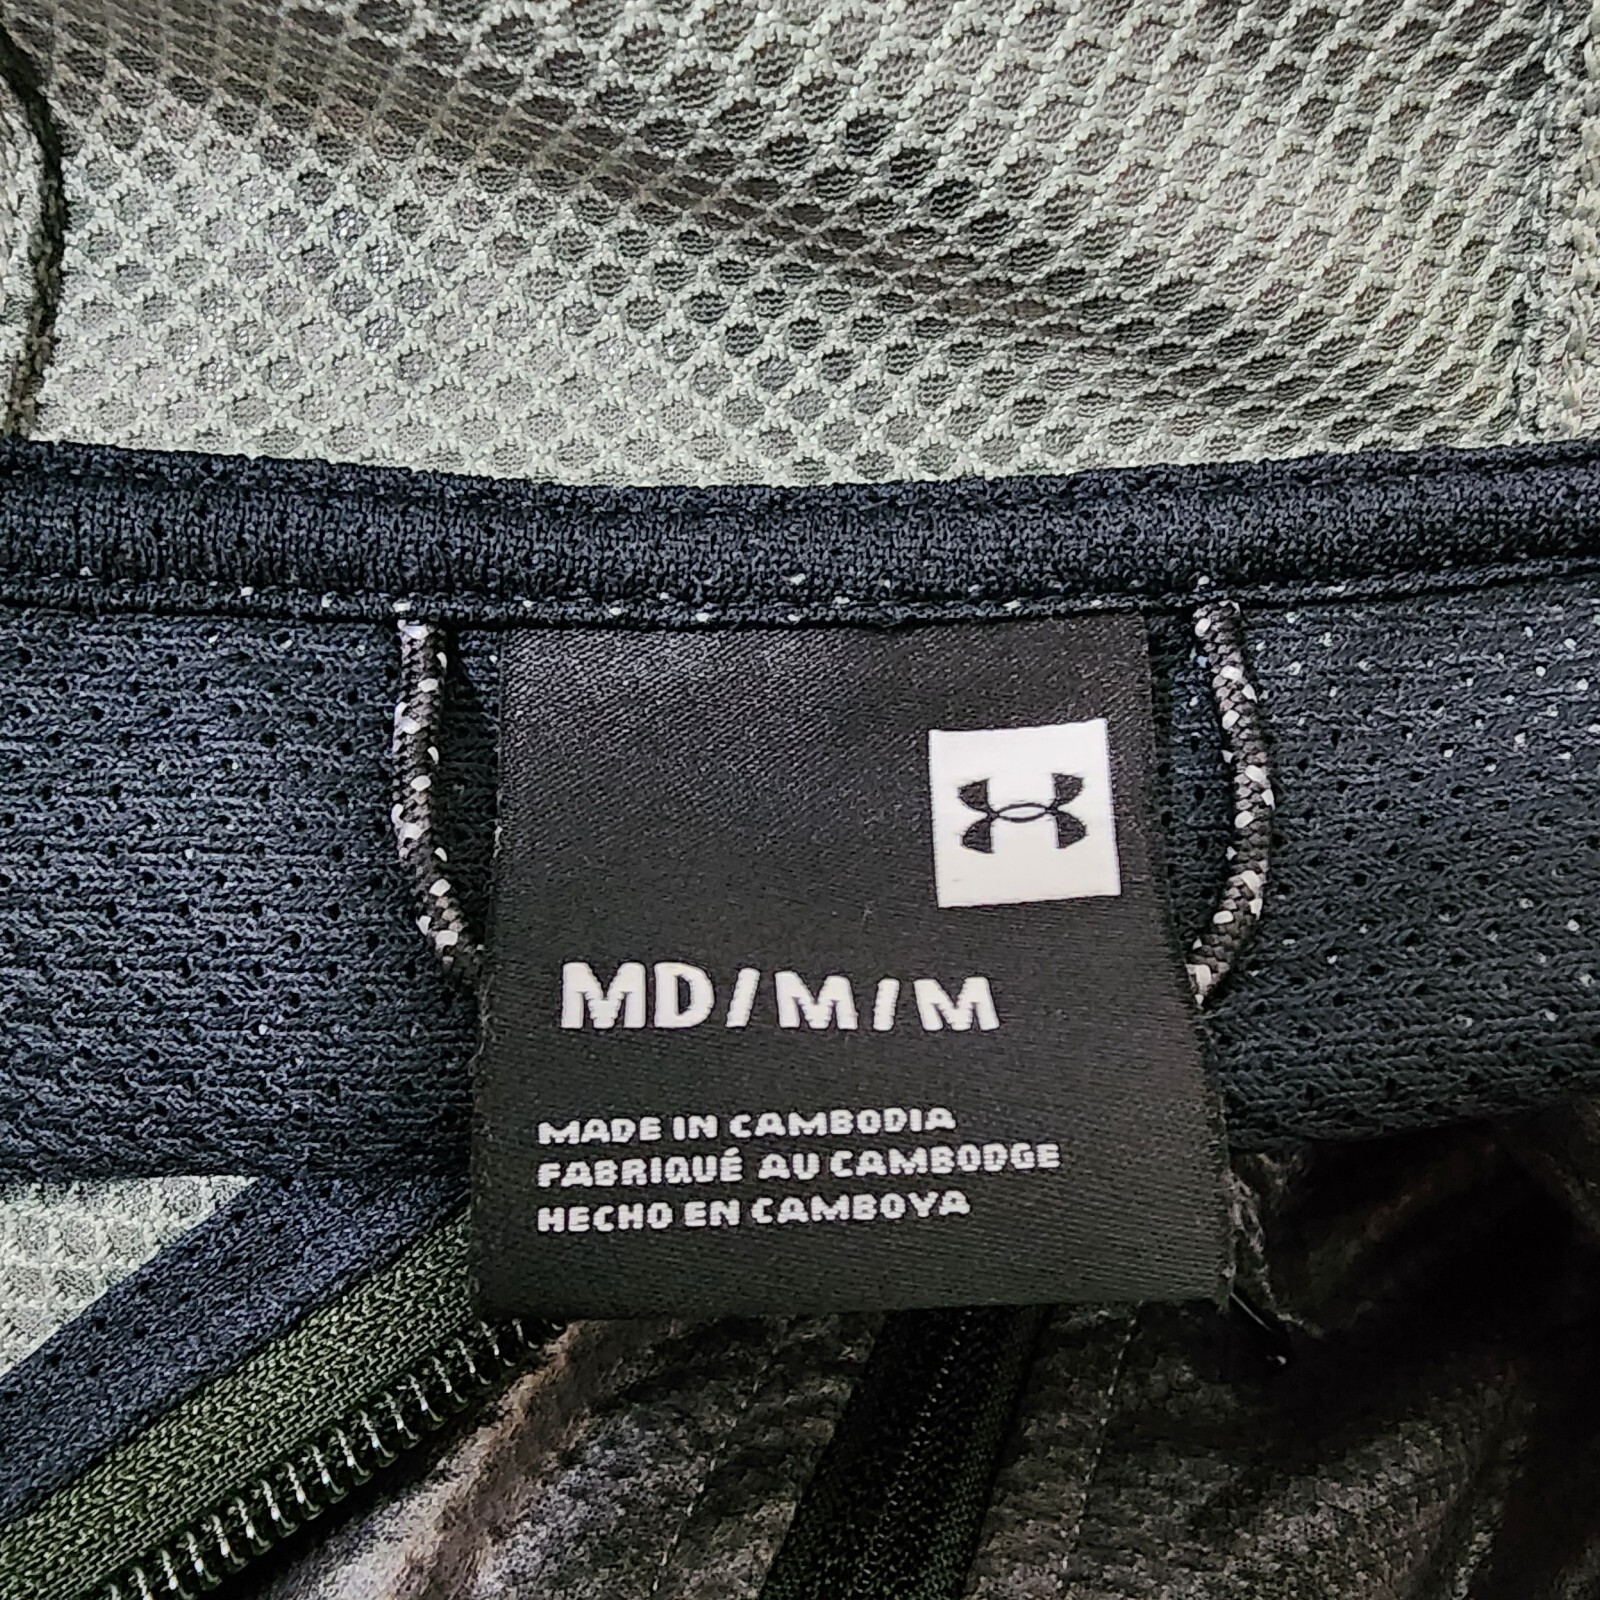 MD/M/M
MADE IN CAMBODIA
FABRIQUÉ AU CAMBODGE
HECHO EN CAMBOYA